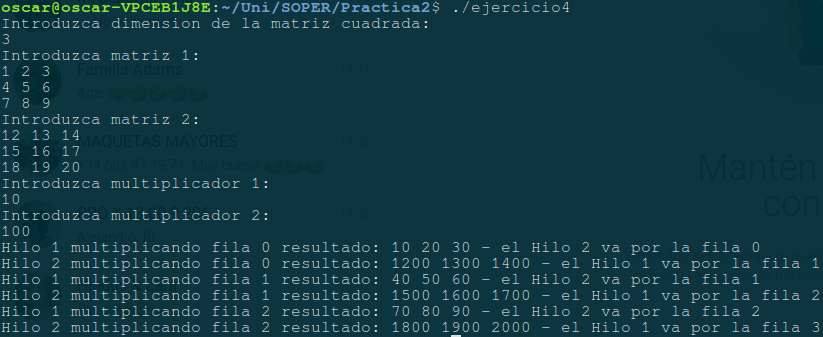 oscar@oscar-VPCEB1J8E:~/Uni/SOPER/Practica2$ ./ejercicio4
Introduzca dimension de la matriz cuadrada:
3
Introduzca matriz 1:
1 2 3
Familia Adams
4 5 6
Ana:
7 8 9
Introduzca matriz 2:
12 13 14
MAQUETAS MAYORES
15 16 17
Muy bueno
Mantén
18 19 20
Introduzca multiplicador 1:
con
10
Introduzca multiplicador 2:
100
Hilo 1 multiplicando fila 0 resultado: 10 20 30 - el Hilo 2 va por la fila 0
Hilo 2 multiplicando fila 0 resultado: 1200 1300 1400 - el Hilo 1 va por la fila 1
Hilo 1 multiplicando fila 1 resultado: 40 50 60 - el Hilo 2 va por la fila 1
Hilo 2 multiplicando fila 1 resultado: 1500 1600 1700 - el Hilo 1 va por la fila 2
Hilo 1 multiplicando fila 2 resultado: 70 80 90 - el Hilo 2 va por la fila 2
Hilo 2 multiplicando fila 2 resultado: 1800 1900 2000 - el Hilo 1 va por la fila 3